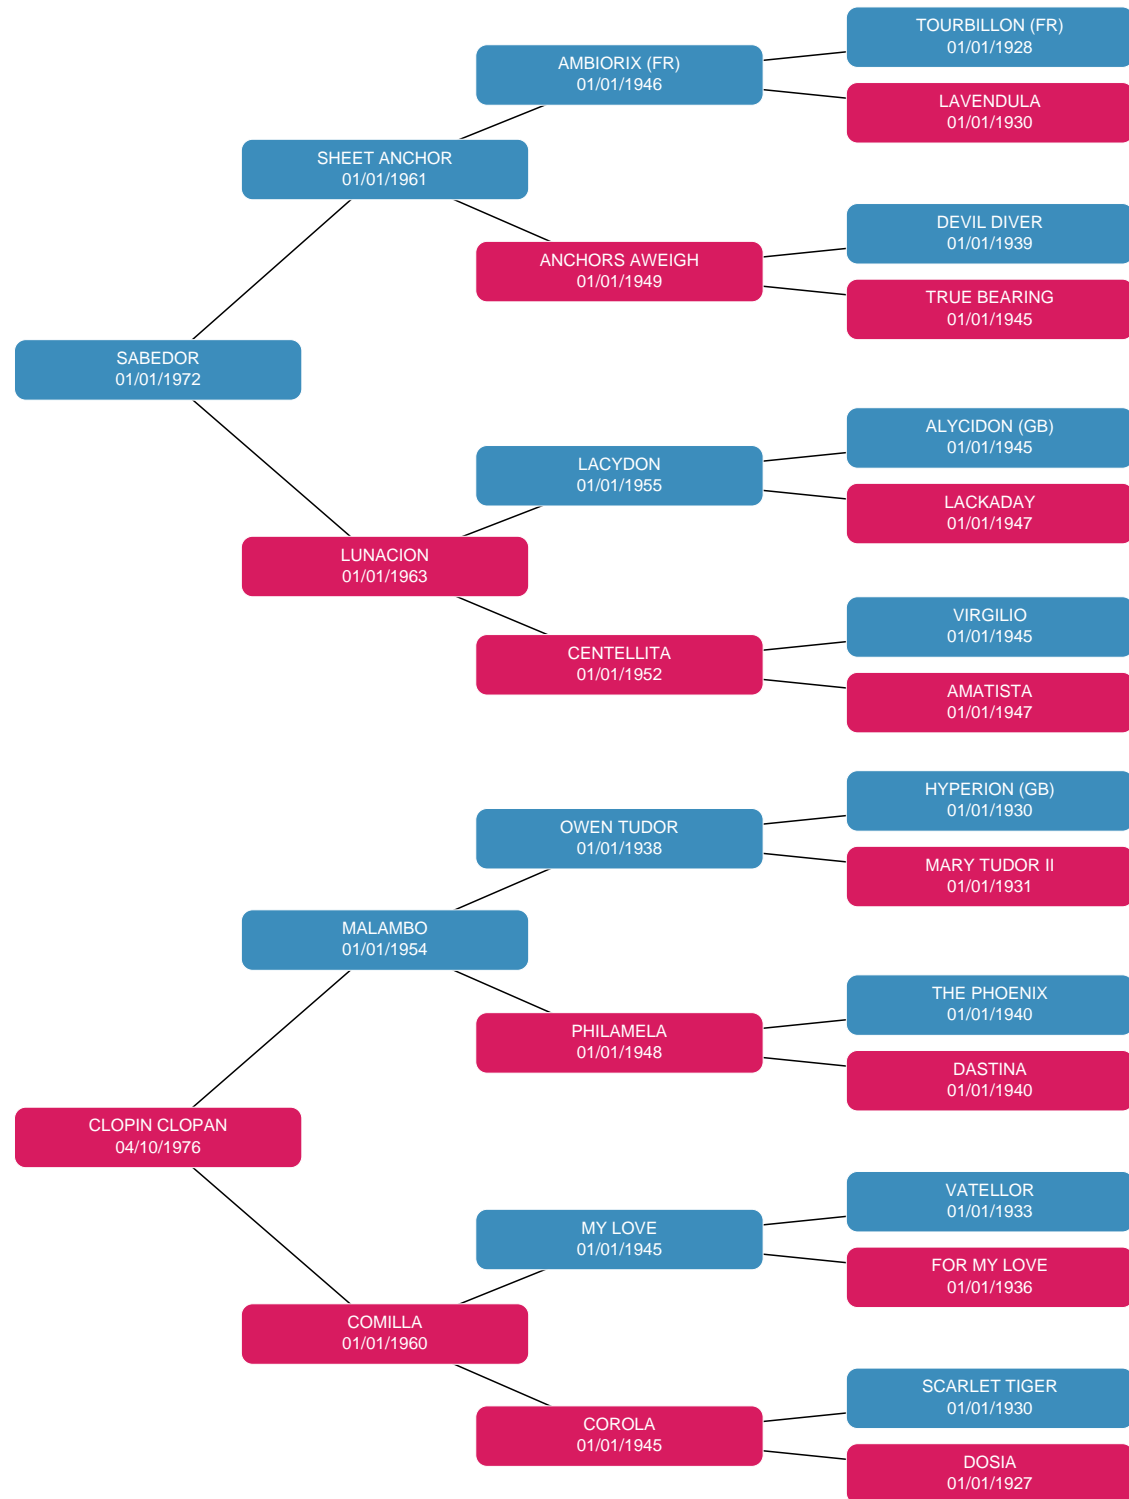 TOURBILLON (FR)
01/01/1928
AMBIORIX (FR)
01/01/1946
LAVENDULA
01/01/1930
SHEET ANCHOR
01/01/1961
DEVIL DIVER
01/01/1939
ANCHORS AWEIGH
01/01/1949
TRUE BEARING
01/01/1945
SABEDOR
01/01/1972
ALYCIDON (GB)
01/01/1945
LACYDON
01/01/1955
LACKADAY
01/01/1947
LUNACION
01/01/1963
VIRGILIO
01/01/1945
CENTELLITA
01/01/1952
AMATISTA
01/01/1947
HYPERION (GB)
01/01/1930
OWEN TUDOR
01/01/1938
MARY TUDOR II
01/01/1931
MALAMBO
01/01/1954
THE PHOENIX
01/01/1940
PHILAMELA
01/01/1948
DASTINA
01/01/1940
CLOPIN CLOPAN
04/10/1976
VATELLOR
01/01/1933
MY LOVE
01/01/1945
FOR MY LOVE
01/01/1936
COMILLA
01/01/1960
SCARLET TIGER
01/01/1930
COROLA
01/01/1945
DOSIA
01/01/1927